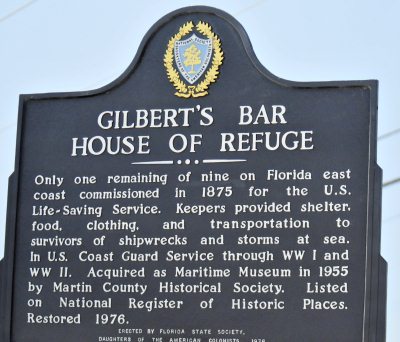 GILBERT'S BAR
HOUSE OF REFUGE
Only one remaining of nine on Florida east
coast commissioned in 1875 for the U.S.
Life-Saving Service. Keepers provided shelter,
food, clothing, and transportation to
survivors of shipwrecks and storms at sea.
In U.S. Coast Guard Service through WW I and
WW II. Acquired as Maritime Museum in 1955
by Martin County Historical Society. Listed
on National Register of Historic Places.
Restored 1976.
ERECTED BY FLORIDA STATE SOCIETY,
DAUGHTERS OF THE AMERICAN COLONISTS 1976